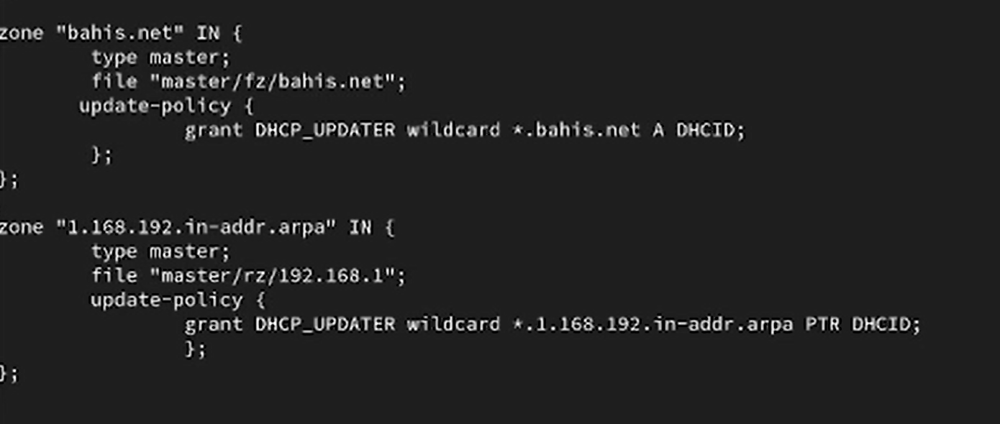 zone "bahis.net" IN {
type master;
file "master/fz/bahis.net";
update-policy {
grant DHCP_UPDATER wildcard *.bahis.net A DHCID;
};
};
zone "1.168.192.in-addr.arpa" IN {
type master;
file "master/rz/192.168.1";
update-policy {
grant DHCP_UPDATER wildcard *.1.168.192.in-addr.arpa PTR DHCID;
};
};